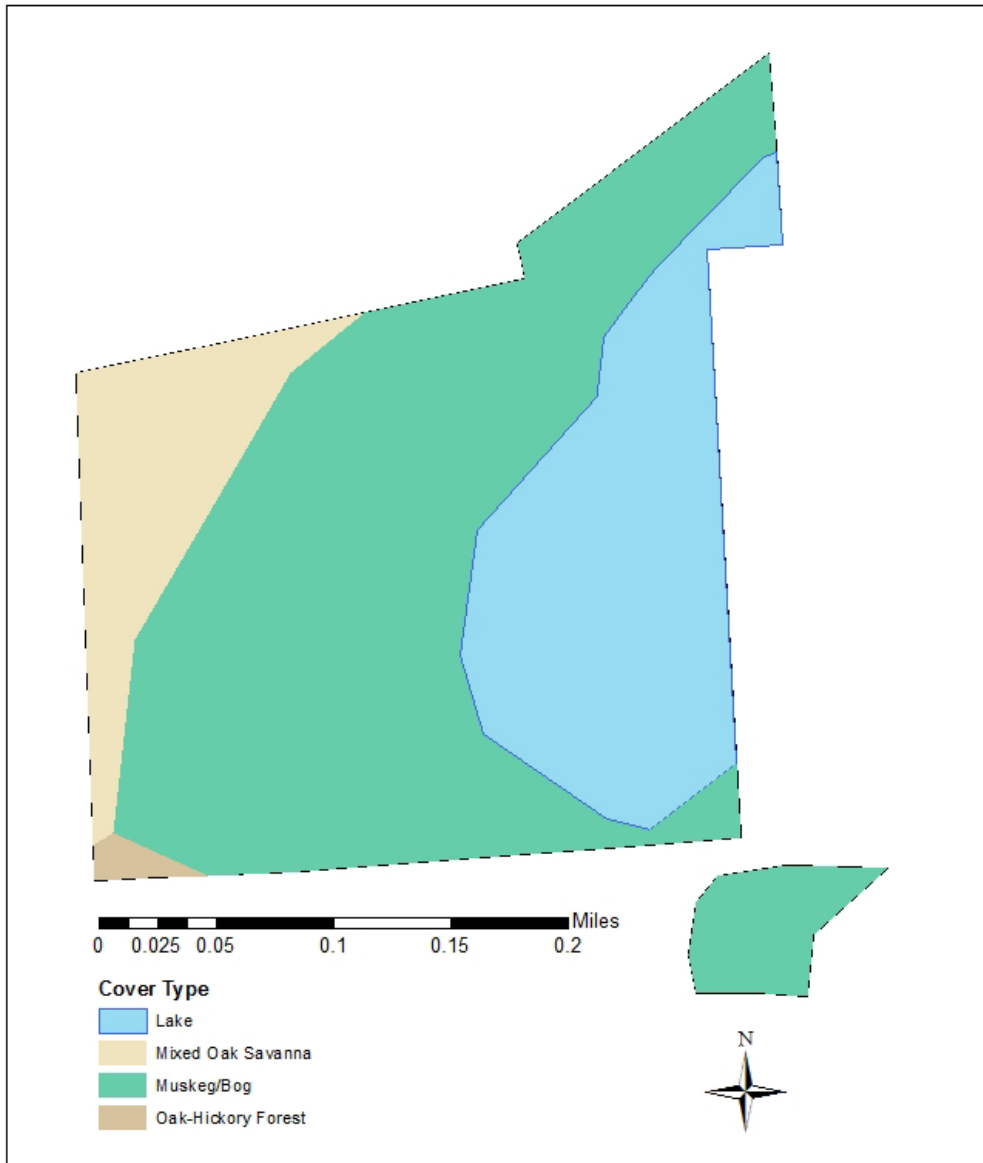 Miles
0 0.025 0.05 0.1 0.15 0.2
Cover Type
Lake
Mixed Oak Savanna
Muskeg/Bog
Oak-Hickory Forest
N